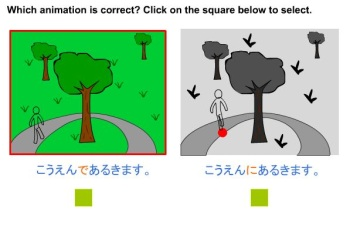 Which animation is correct? Click on the square below to select.
こうえんであるきます。
こうえんにあるきます。